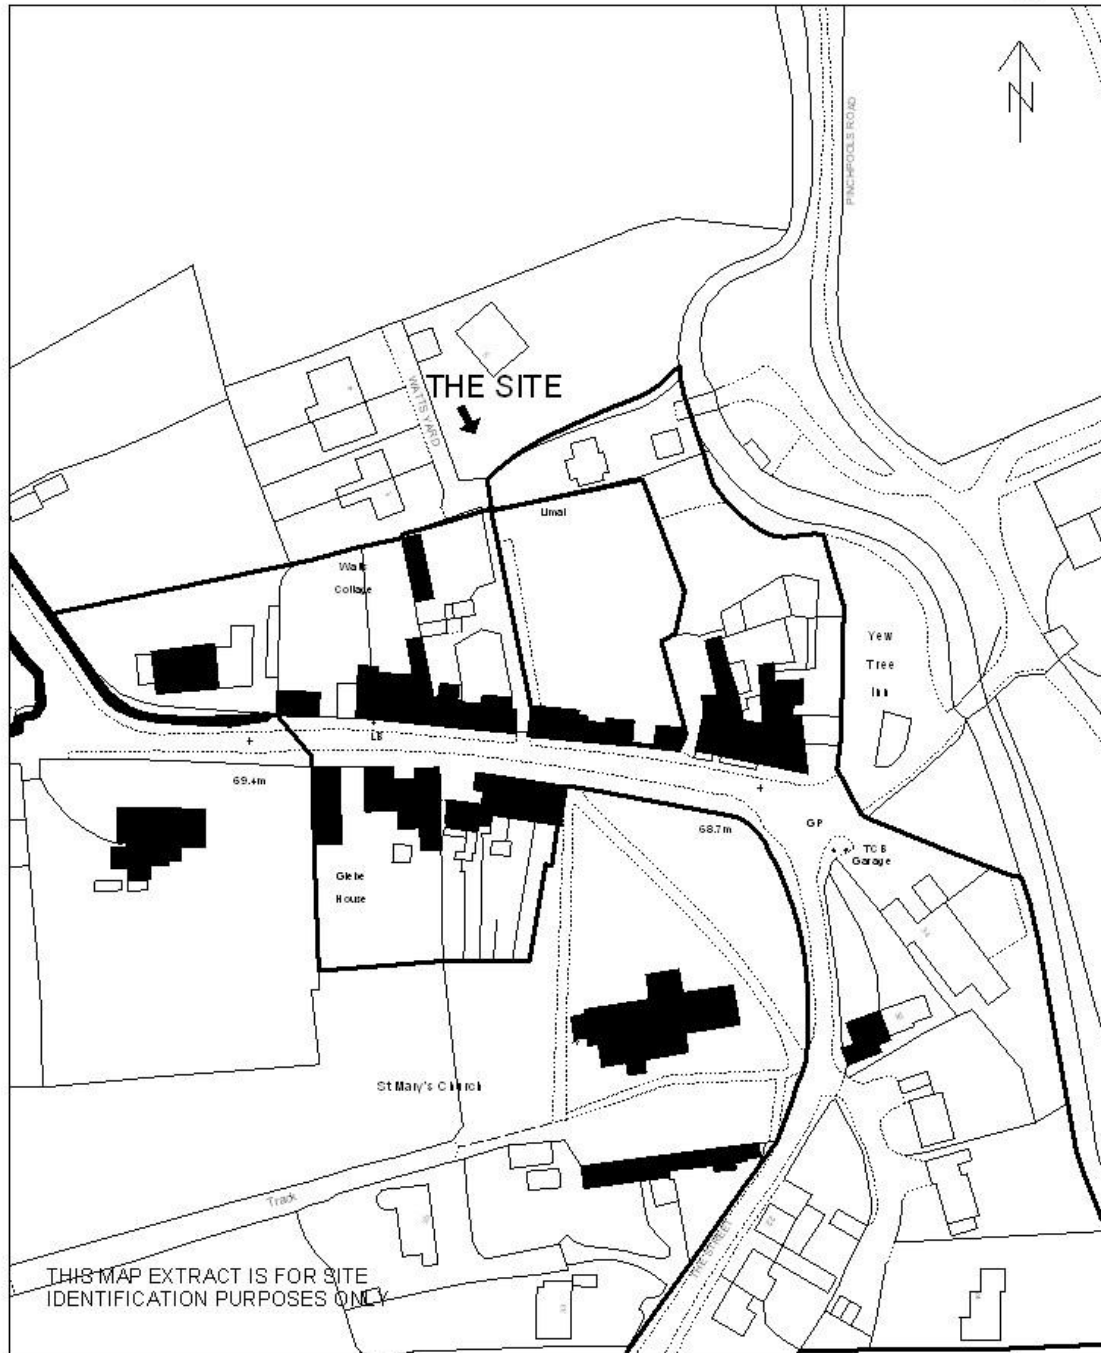 N
PINCHPOOLS ROAD
WATTS YARD
THE SITE
Umal
Watts
Cottage
Yew
Tree
Inn
LB
69.4m
68.7m
GP
TCB
Garage
Glebe
House
St Mary's Church
Track
THE STREET
THIS MAP EXTRACT IS FOR SITE
IDENTIFICATION PURPOSES ONLY